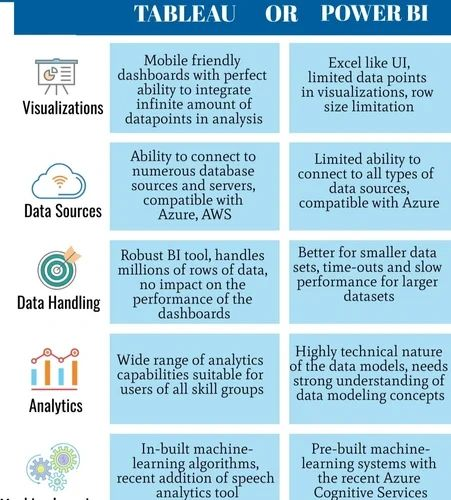 TABLEAU OR POWER BI
Visualizations
Mobile friendly
dashboards with perfect
ability to integrate
infinite amount of
datapoints in analysis
Excel like UI,
limited data points
in visualizations, row
size limitation
Data Sources
Ability to connect to
numerous database
sources and servers,
compatible with
Azure, AWS
Limited ability to
connect to all types of
data sources,
compatible with Azure
Data Handling
Robust BI tool, handles
millions of rows of data,
no impact on the
performance of the
dashboards
Better for smaller data
sets, time-outs and slow
performance for larger
datasets
Analytics
Wide range of analytics
capabilities suitable for
users of all skill groups
Highly technical nature
of the data models, needs
strong understanding of
data modeling concepts
In-built machine-
learning algorithms,
recent addition of speech
analytics tool
Pre-built machine-
learning systems with
the recent Azure
Cognitive Services